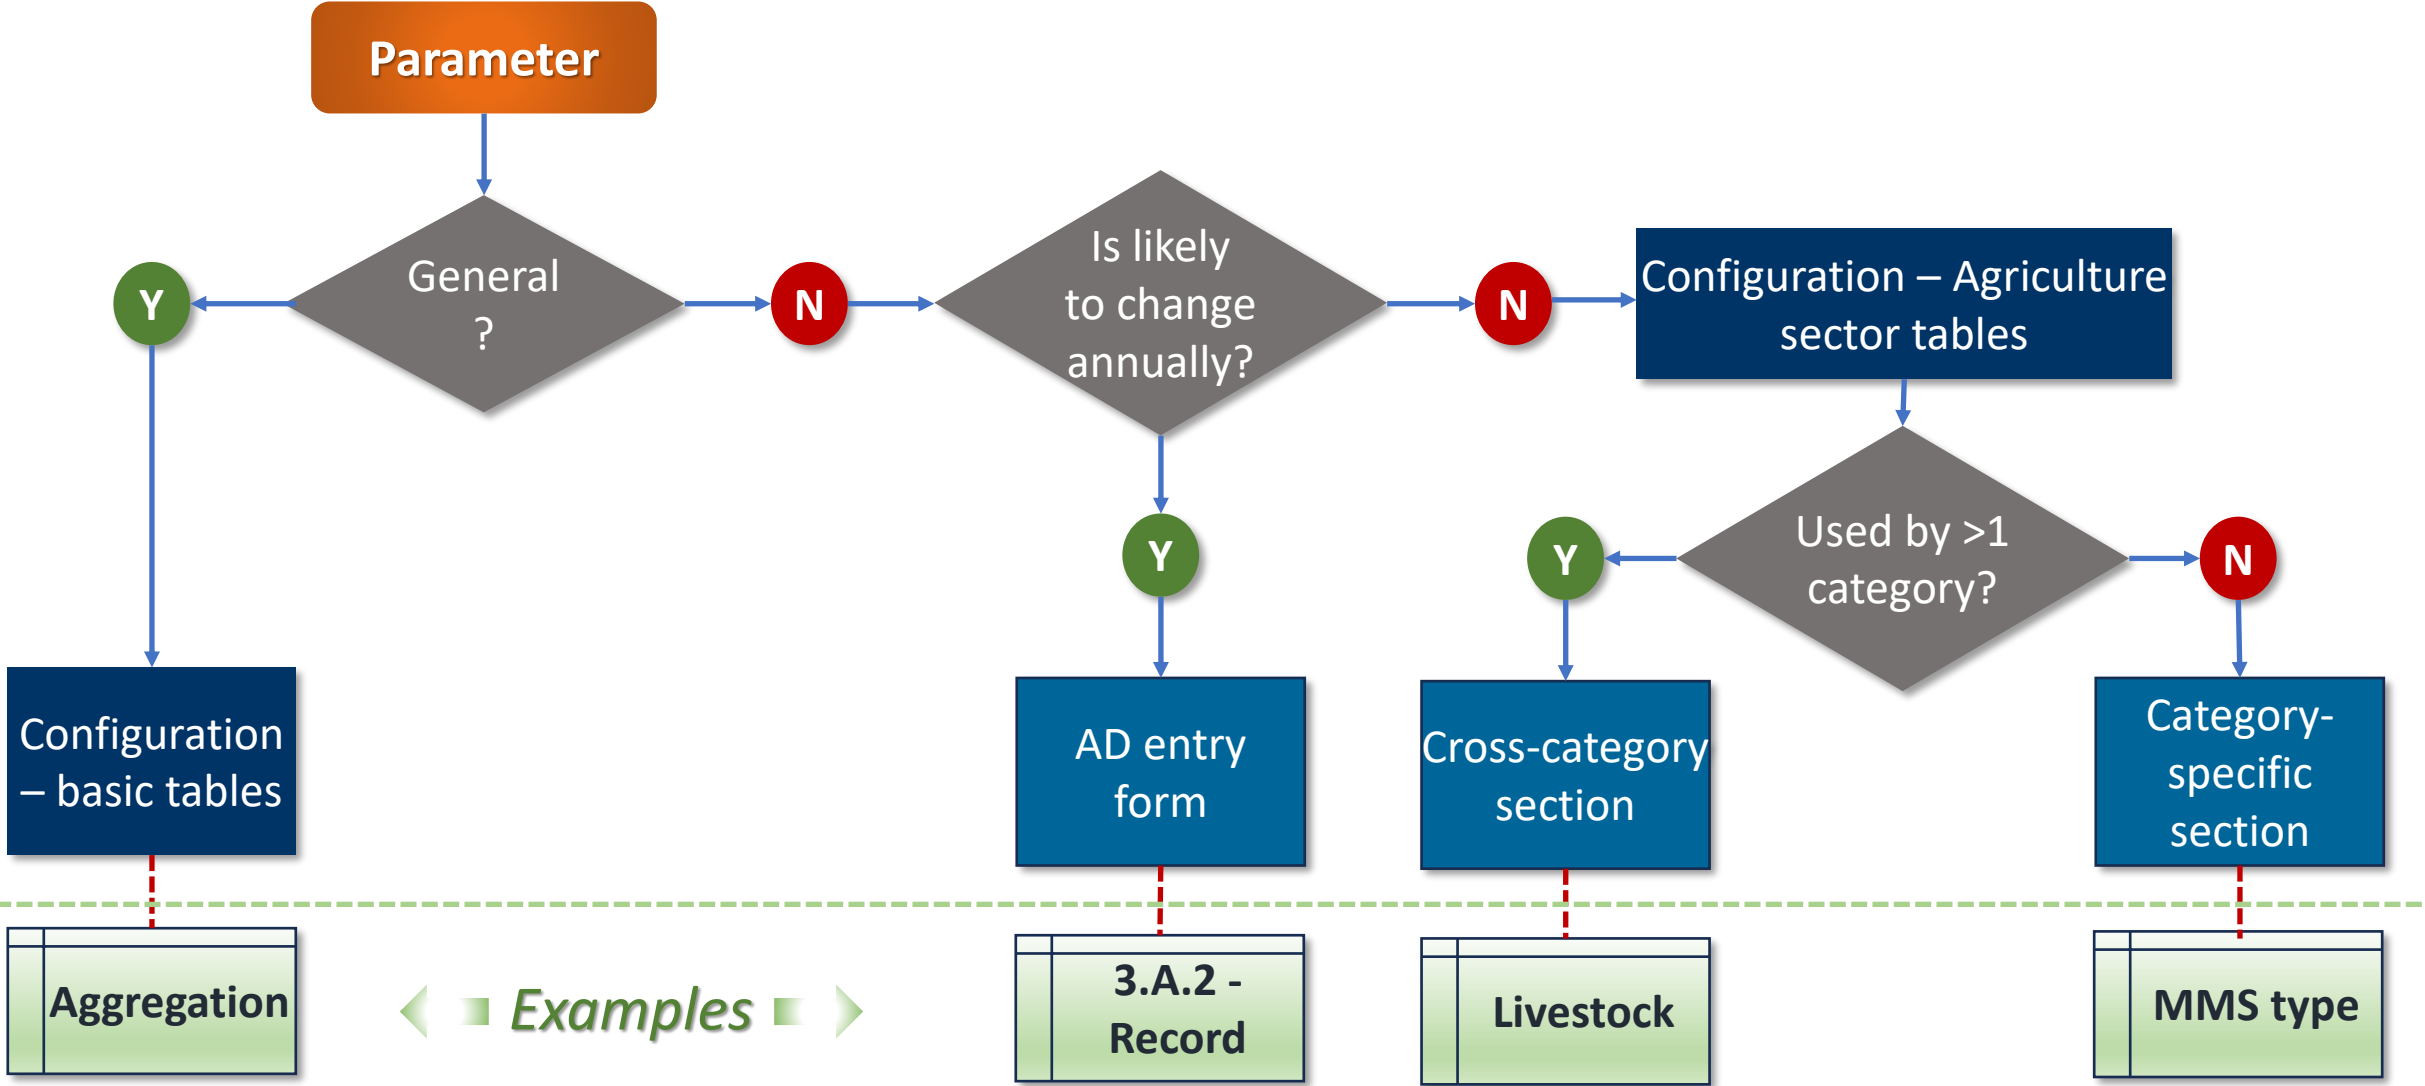 Parameter
General
?
Y
N
Is likely
to change
annually?
N
Configuration – Agriculture
sector tables
Y
Y
Used by >1
category?
N
Configuration
– basic tables
AD entry
form
Cross-category
section
Category-
specific
section
Aggregation
Examples
3.A.2 -
Record
Livestock
MMS type